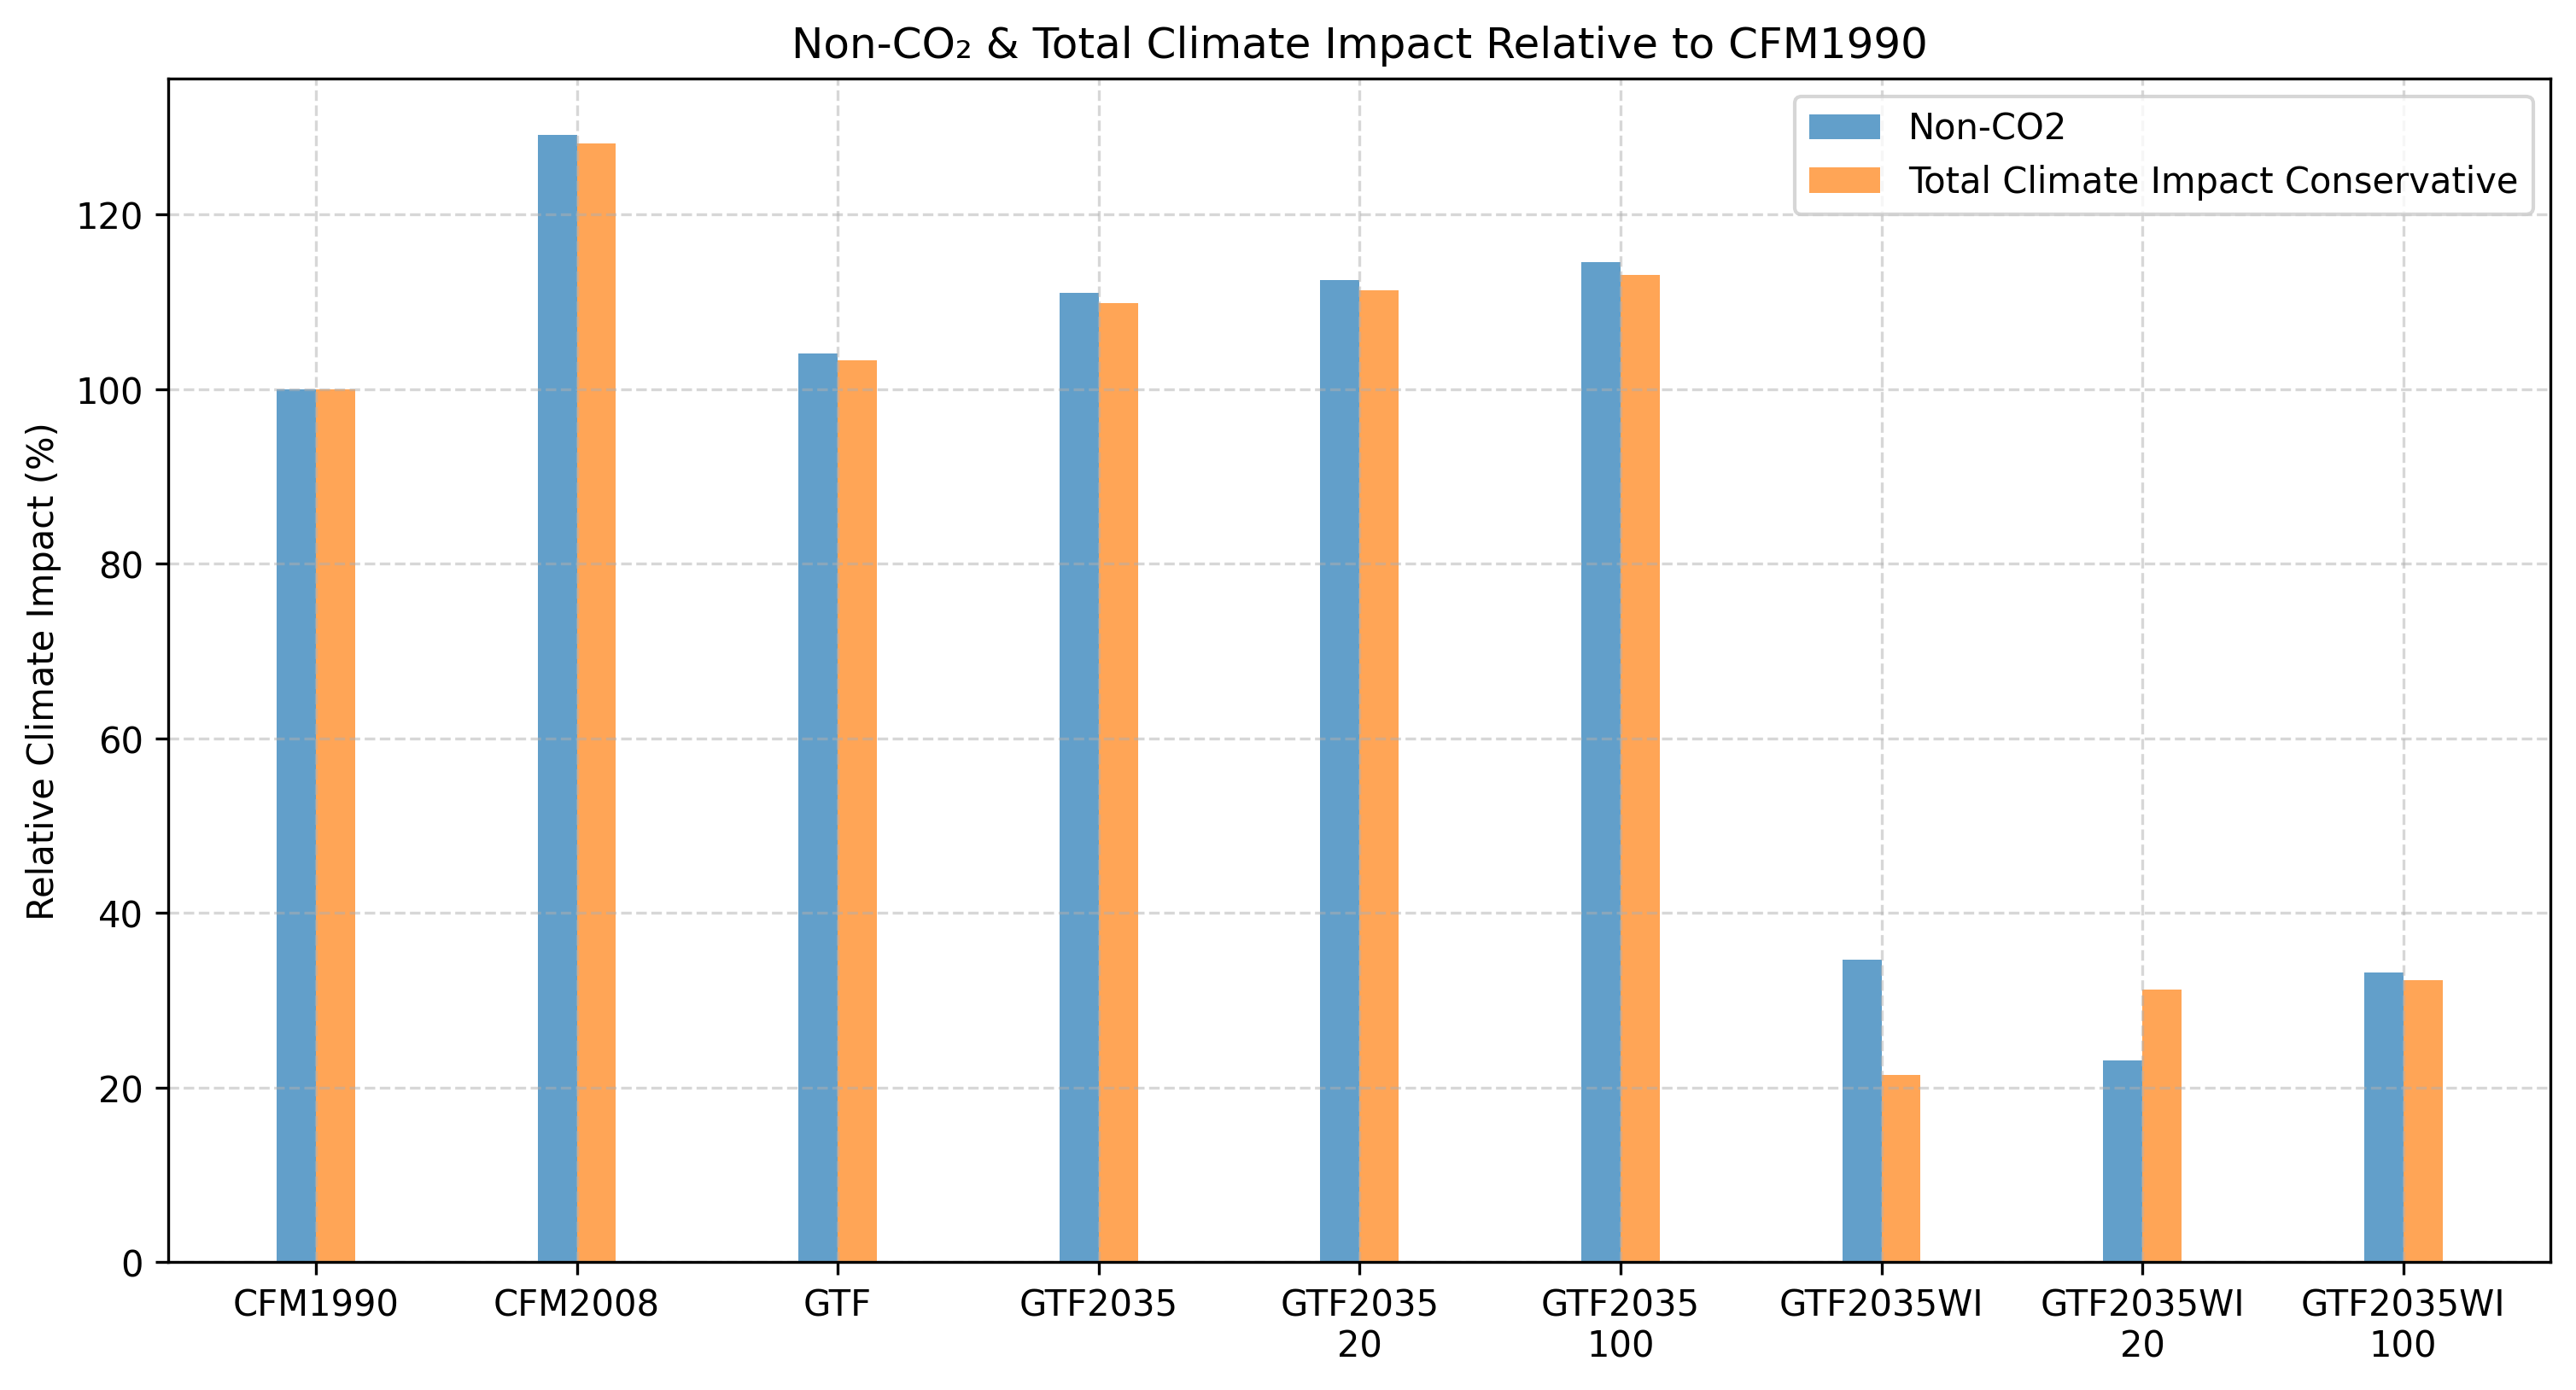 Non-CO₂ & Total Climate Impact Relative to CFM1990
Non-CO2
Total Climate Impact Conservative
Relative Climate Impact (%)
120
100
80
60
40
20
0
CFM1990
CFM2008
GTF
GTF2035
GTF2035
20
GTF2035
100
GTF2035WI
GTF2035WI
20
GTF2035WI
100